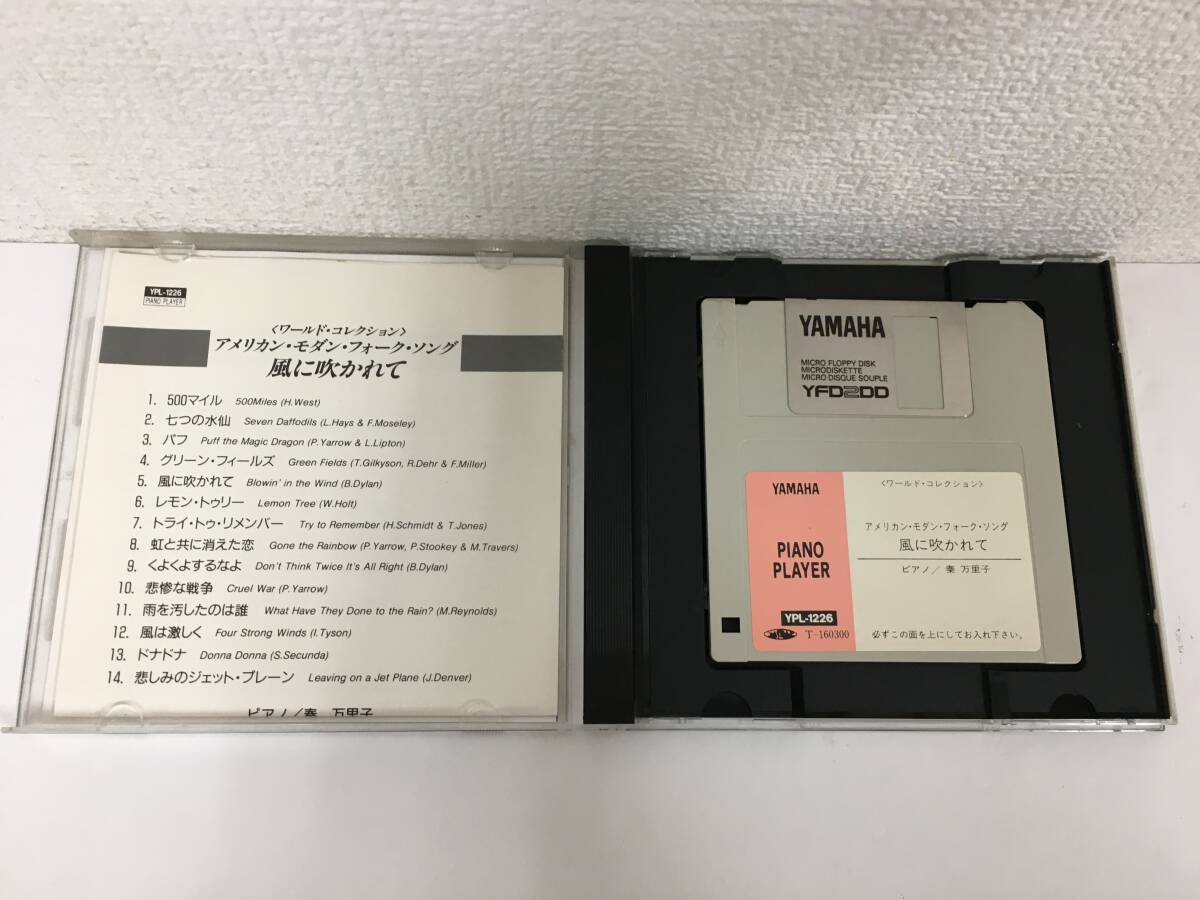 YPL-1226
PIANO PLAYER
〈ワールド・コレクション〉
アメリカン・モダン・フォーク・ソング
風に吹かれて
1. 500マイル 500Miles (H.West)
2. 七つの水仙 Seven Daffodils (L.Hays & F.Moseley)
3. パフ Puff the Magic Dragon (P.Yarrow & L.Lipton)
4. グリーン・フィールズ Green Fields (T.Gilkyson, R.Dehr & F.Miller)
5. 風に吹かれて Blowin' in the Wind (B.Dylan)
6. レモン・トゥリー Lemon Tree (W.Holt)
7. トライ・トゥ・リメンバー Try to Remember (H.Schmidt & T.Jones)
8. 虹と共に消えた恋 Gone the Rainbow (P.Yarrow, P.Stookey & M.Travers)
9. くよくよするなよ Don't Think Twice It's All Right (B.Dylan)
10. 悲惨な戦争 Cruel War (P.Yarrow)
11. 雨を汚したのは誰 What Have They Done to the Rain? (M.Reynolds)
12. 風は激しく Four Strong Winds (I.Tyson)
13. ドナドナ Donna Donna (S.Secunda)
14. 悲しみのジェット・プレーン Leaving on a Jet Plane (J.Denver)
ピアノ／秦 万里子
YAMAHA
MICRO FLOPPY DISK
MICRODISKETTE
MICRO DISQUE SOUPLE
YFD2DD
YAMAHA
PIANO
PLAYER
YPL-1226
T-160300
〈ワールド・コレクション〉
アメリカン・モダン・フォーク・ソング
風に吹かれて
ピアノ／秦 万里子
必ずこの面を上にしてお入れ下さい。